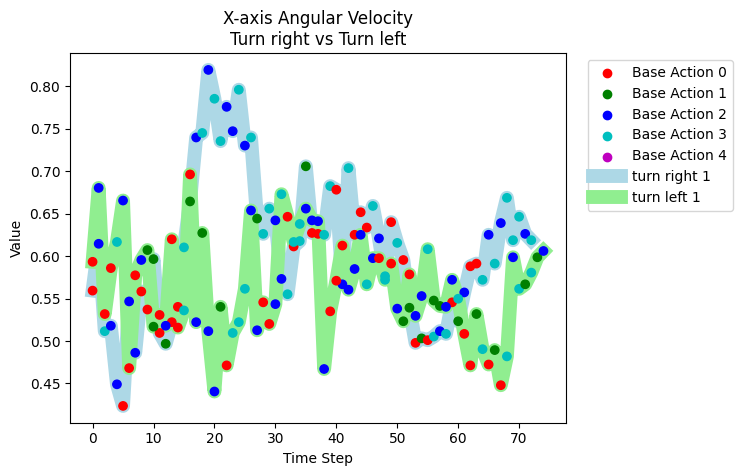 X-axis Angular Velocity
Turn right vs Turn left
Value
0.80
0.75
0.70
0.65
0.60
0.55
0.50
0.45
0
10
20
30
40
50
60
70
Time Step
Base Action 0
Base Action 1
Base Action 2
Base Action 3
Base Action 4
turn right 1
turn left 1